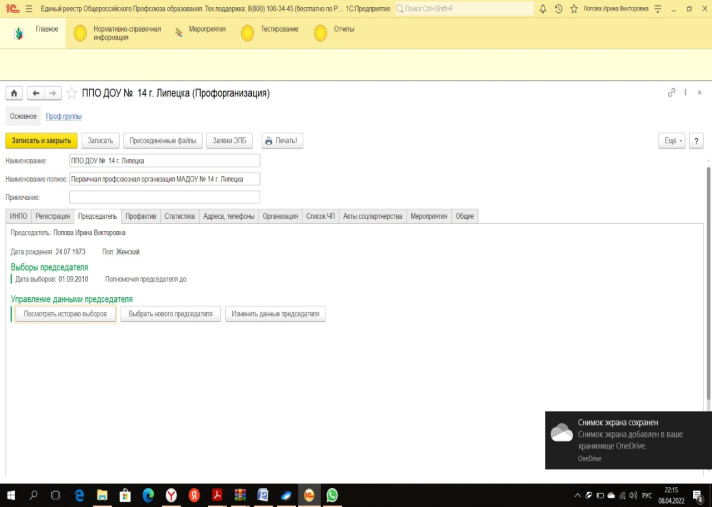 Единый реестр Общероссийского Профсоюза образования. Тех.поддержка: 8(800) 100-34-45 (бесплатно по Р... 1С:Предприятие
Поиск Ctrl+Shift+F
Попова Ирина Викторовна
Главное
Нормативно-справочная информация
Мероприятия
Тестирование
Отчеты
ППО ДОУ № 14 г. Липецка (Профорганизация)
Основное Проф группы
Записать и закрыть Записать Присоединенные файлы Заявки ЭПБ Печать! Еще ?
Наименование: ППО ДОУ № 14 г. Липецка
Наименование полное: Первичная профсоюзная организация МАДОУ № 14 г. Липецка
Примечание:
ИНПО Регистрация Председатель Профактив Статистика Адреса, телефоны Организация Список ЧП Акты соцпартнерства Мероприятия Общие
Председатель: Попова Ирина Викторовна
Дата рождения: 24.07.1973 Пол: Женский
Выборы председателя
Дата выборов: 01.09.2010 Полномочия председателя до:
Управление данными председателя
Посмотреть историю выборов Выбрать нового председателя Изменить данные председателя
Снимок экрана сохранен
Снимок экрана добавлен в ваше
хранилище OneDrive.
OneDrive
РУС
22:15
08.04.2022